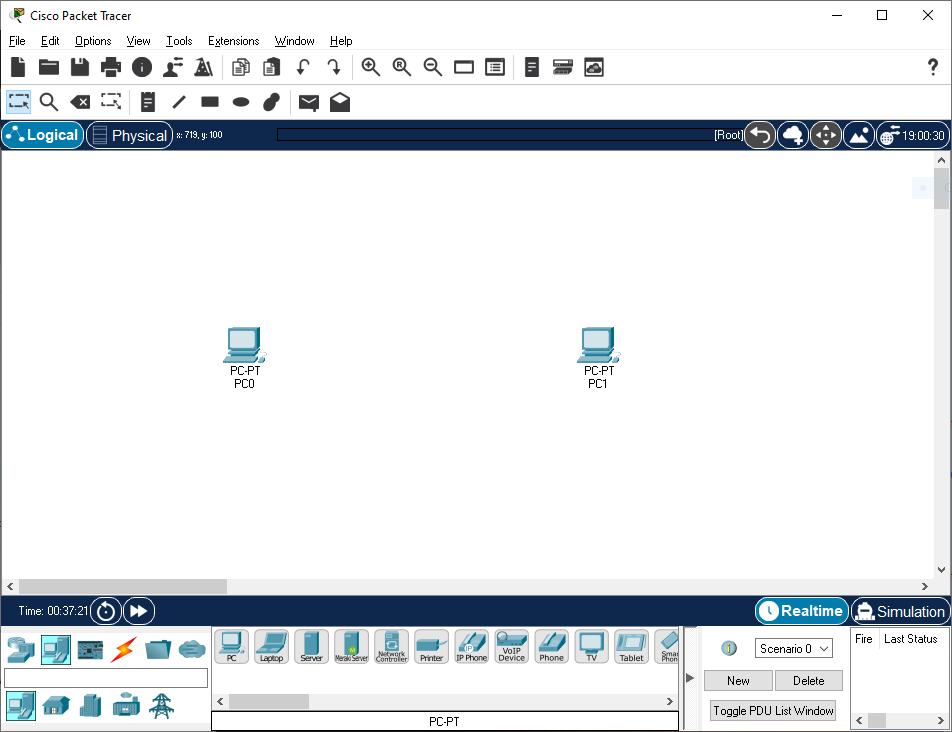 Cisco Packet Tracer
File Edit Options View Tools Extensions Window Help
Logical Physical x: 719, y: 100 [Root] 19:00:30
PC-PT
PC0
PC-PT
PC1
Time: 00:37:21 Realtime Simulation
PC Laptop Server Meraki Server Network Controller Printer IP Phone VoIP Device Phone TV Tablet Smart Phone
Scenario 0
Fire Last Status
New Delete
Toggle PDU List Window
PC-PT